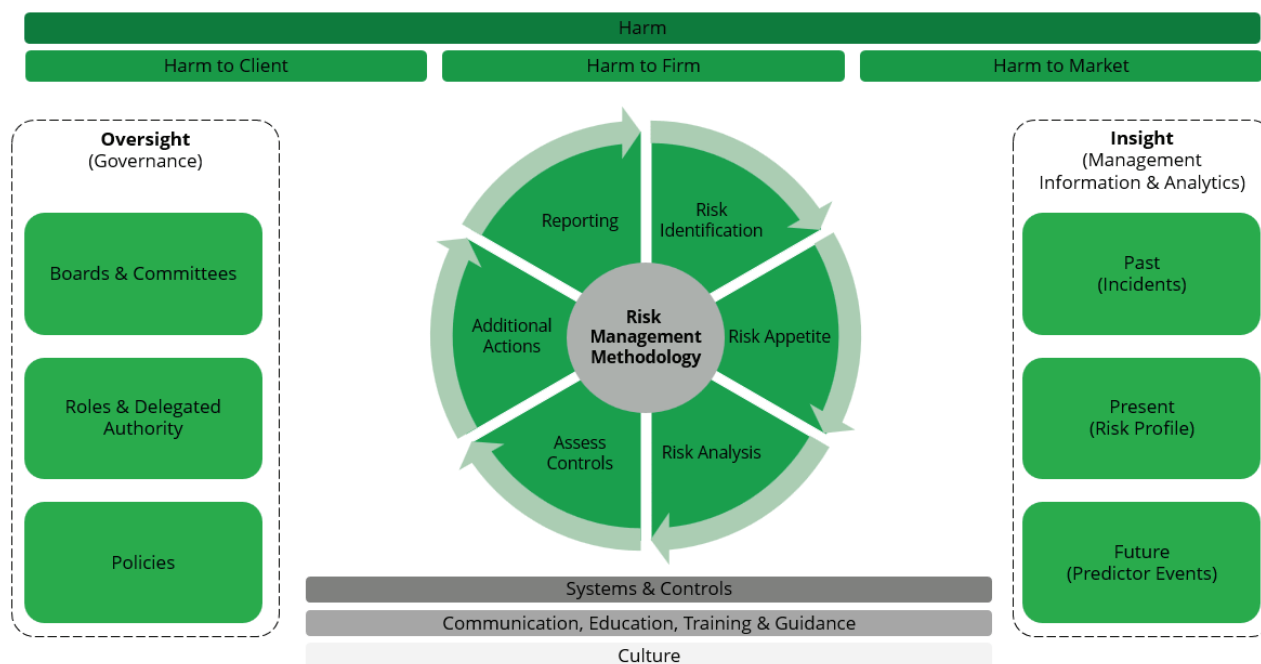 Harm
Harm to Client
Harm to Firm
Harm to Market
Oversight
(Governance)
Boards & Committees
Roles & Delegated
Authority
Policies
Reporting
Risk
Identification
Additional
Actions
Risk
Management
Methodology
Risk Appetite
Assess
Controls
Risk Analysis
Systems & Controls
Communication, Education, Training & Guidance
Culture
Insight
(Management
Information & Analytics)
Past
(Incidents)
Present
(Risk Profile)
Future
(Predictor Events)